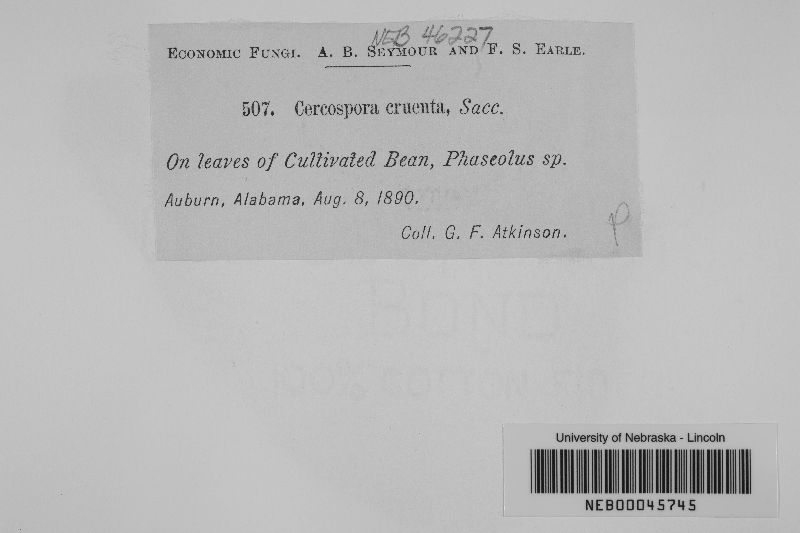 NEB 46227
Economic Fungi. A. B. Seymour and F. S. Earle.
507. Cercospora cruenta, Sacc.
On leaves of Cultivated Bean, Phaseolus sp.
Auburn, Alabama, Aug. 8, 1890.
Coll. G. F. Atkinson.
University of Nebraska - Lincoln
NEB00045745